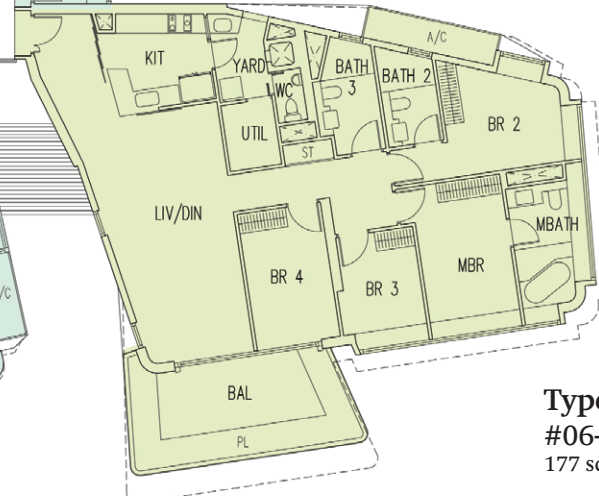 A/C
KIT
YARD
WC
BATH
3
BATH 2
BR 2
UTIL
ST
LIV/DIN
MBATH
BR 4
BR 3
MBR
BAL
PL
/C
#06-
177